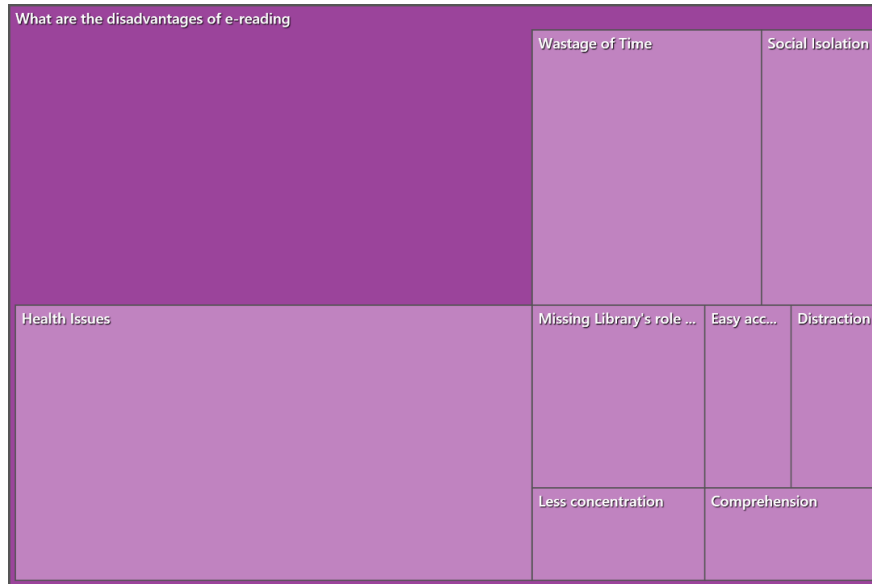 What are the disadvantages of e-reading
Wastage of Time
Social Isolation
Health Issues
Missing Library's role ...
Easy acc...
Distraction
Less concentration
Comprehension